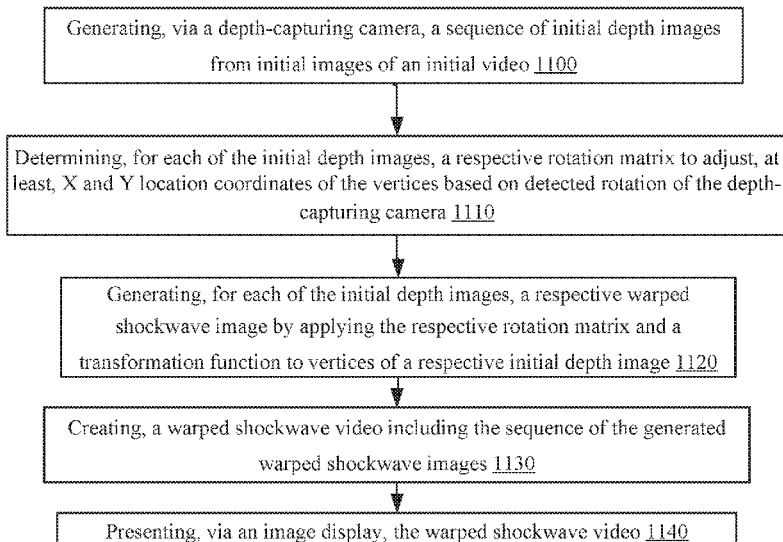 Generating, via a depth-capturing camera, a sequence of initial depth images
from initial images of an initial video 1100
Determining, for each of the initial depth images, a respective rotation matrix to adjust, at
least, X and Y location coordinates of the vertices based on detected rotation of the depth-
capturing camera 1110
Generating, for each of the initial depth images, a respective warped
shockwave image by applying the respective rotation matrix and a
transformation function to vertices of a respective initial depth image 1120
Creating, a warped shockwave video including the sequence of the generated
warped shockwave images 1130
Presenting, via an image display, the warped shockwave video 1140